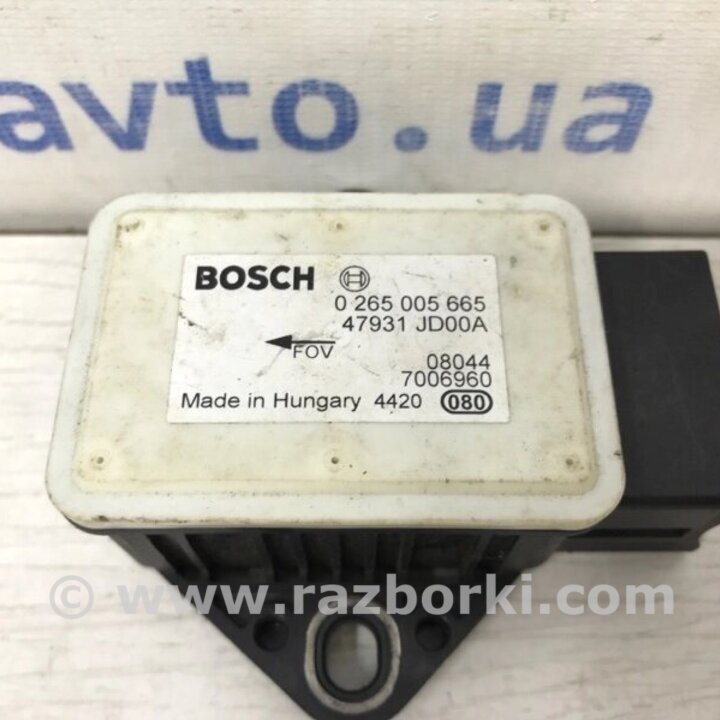 авто.ua
BOSCH
0 265 005 665
47931 JD00A
FOV
08044
7006960
Made in Hungary 4420 080
© www.razborki.com